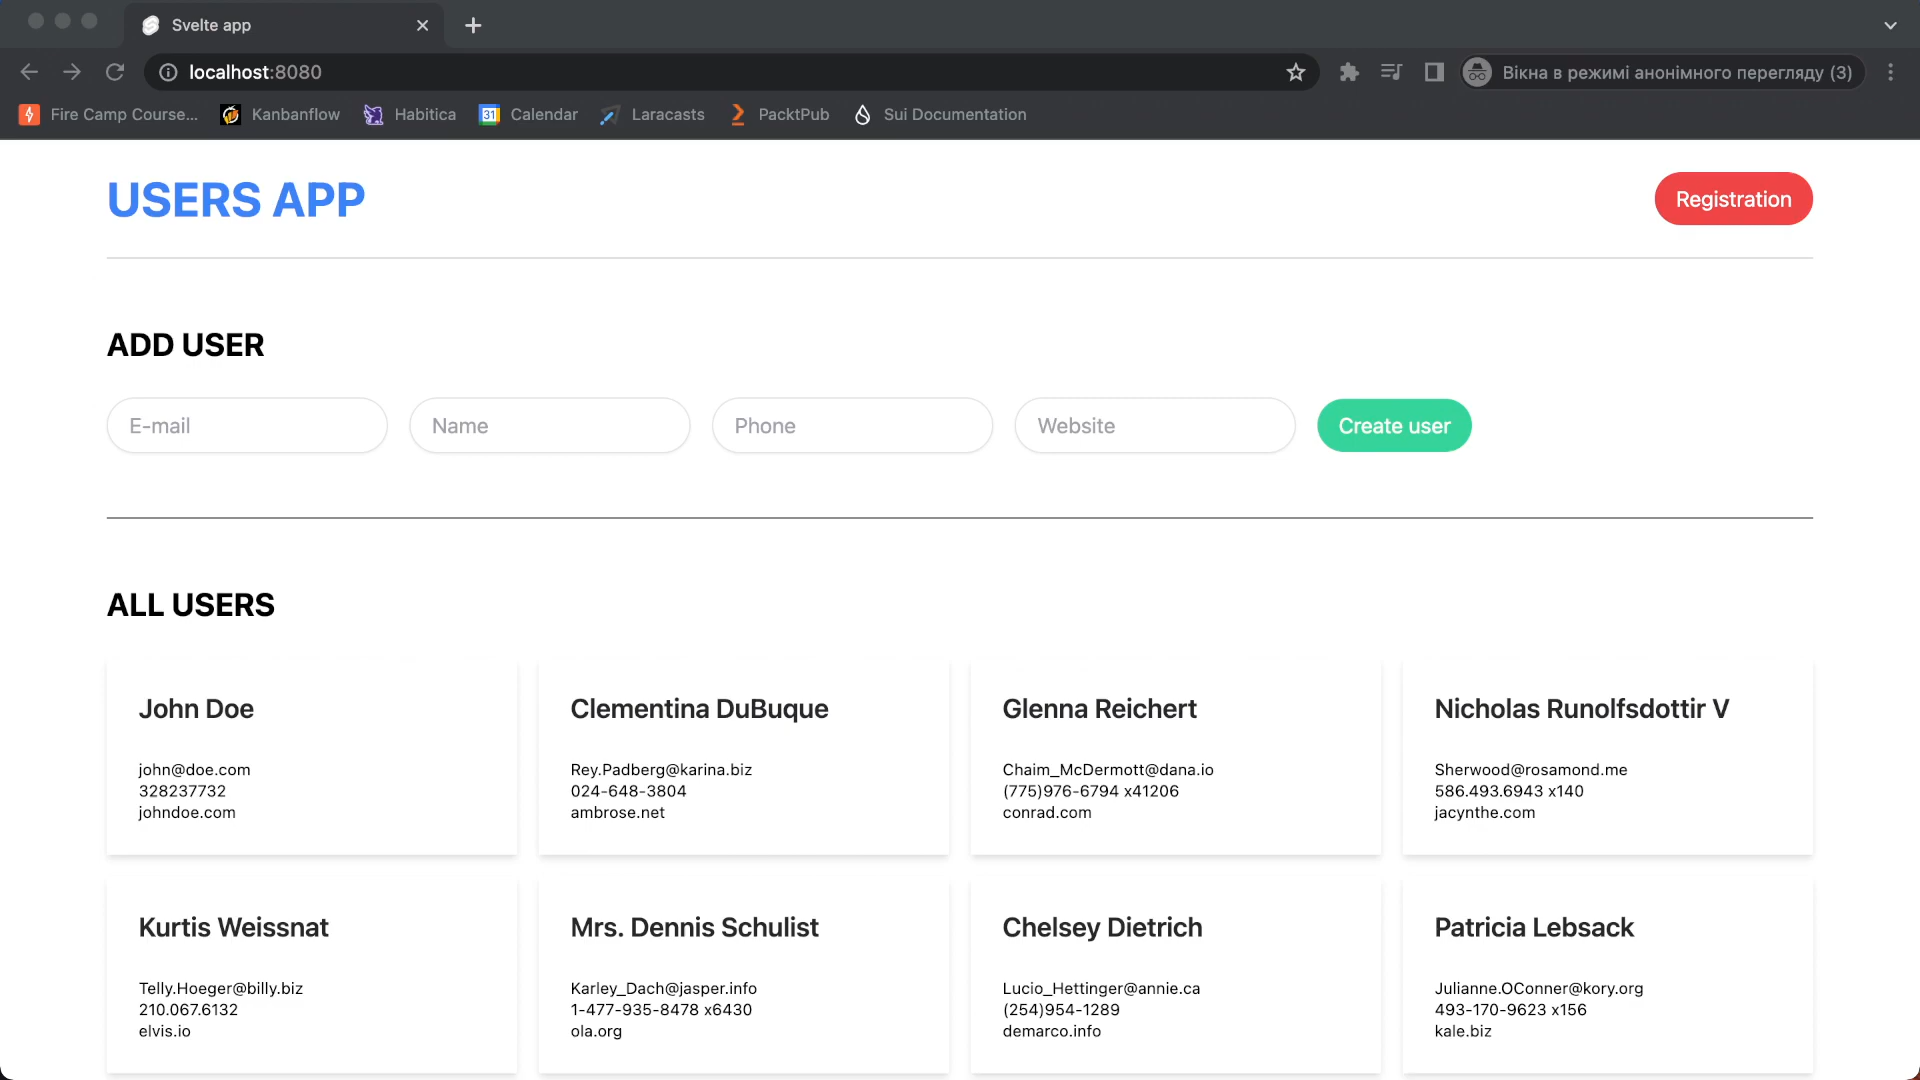 Svelte app
localhost:8080
Вікна в режимі анонімного перегляду (3)
Fire Camp Course...
Kanbanflow
Habitica
31
Calendar
Laracasts
PacktPub
Sui Documentation
USERS APP
Registration
ADD USER
E-mail
Name
Phone
Website
Create user
ALL USERS
John Doe
john@doe.com
328237732
johndoe.com
Clementina DuBuque
Rey.Padberg@karina.biz
024-648-3804
ambrose.net
Glenna Reichert
Chaim_McDermott@dana.io
(775)976-6794 x41206
conrad.com
Nicholas Runolfsdottir V
Sherwood@rosamond.me
586.493.6943 x140
jacynthe.com
Kurtis Weissnat
Telly.Hoeger@billy.biz
210.067.6132
elvis.io
Mrs. Dennis Schulist
Karley_Dach@jasper.info
1-477-935-8478 x6430
ola.org
Chelsey Dietrich
Lucio_Hettinger@annie.ca
(254)954-1289
demarco.info
Patricia Lebsack
Julianne.OConner@kory.org
493-170-9623 x156
kale.biz